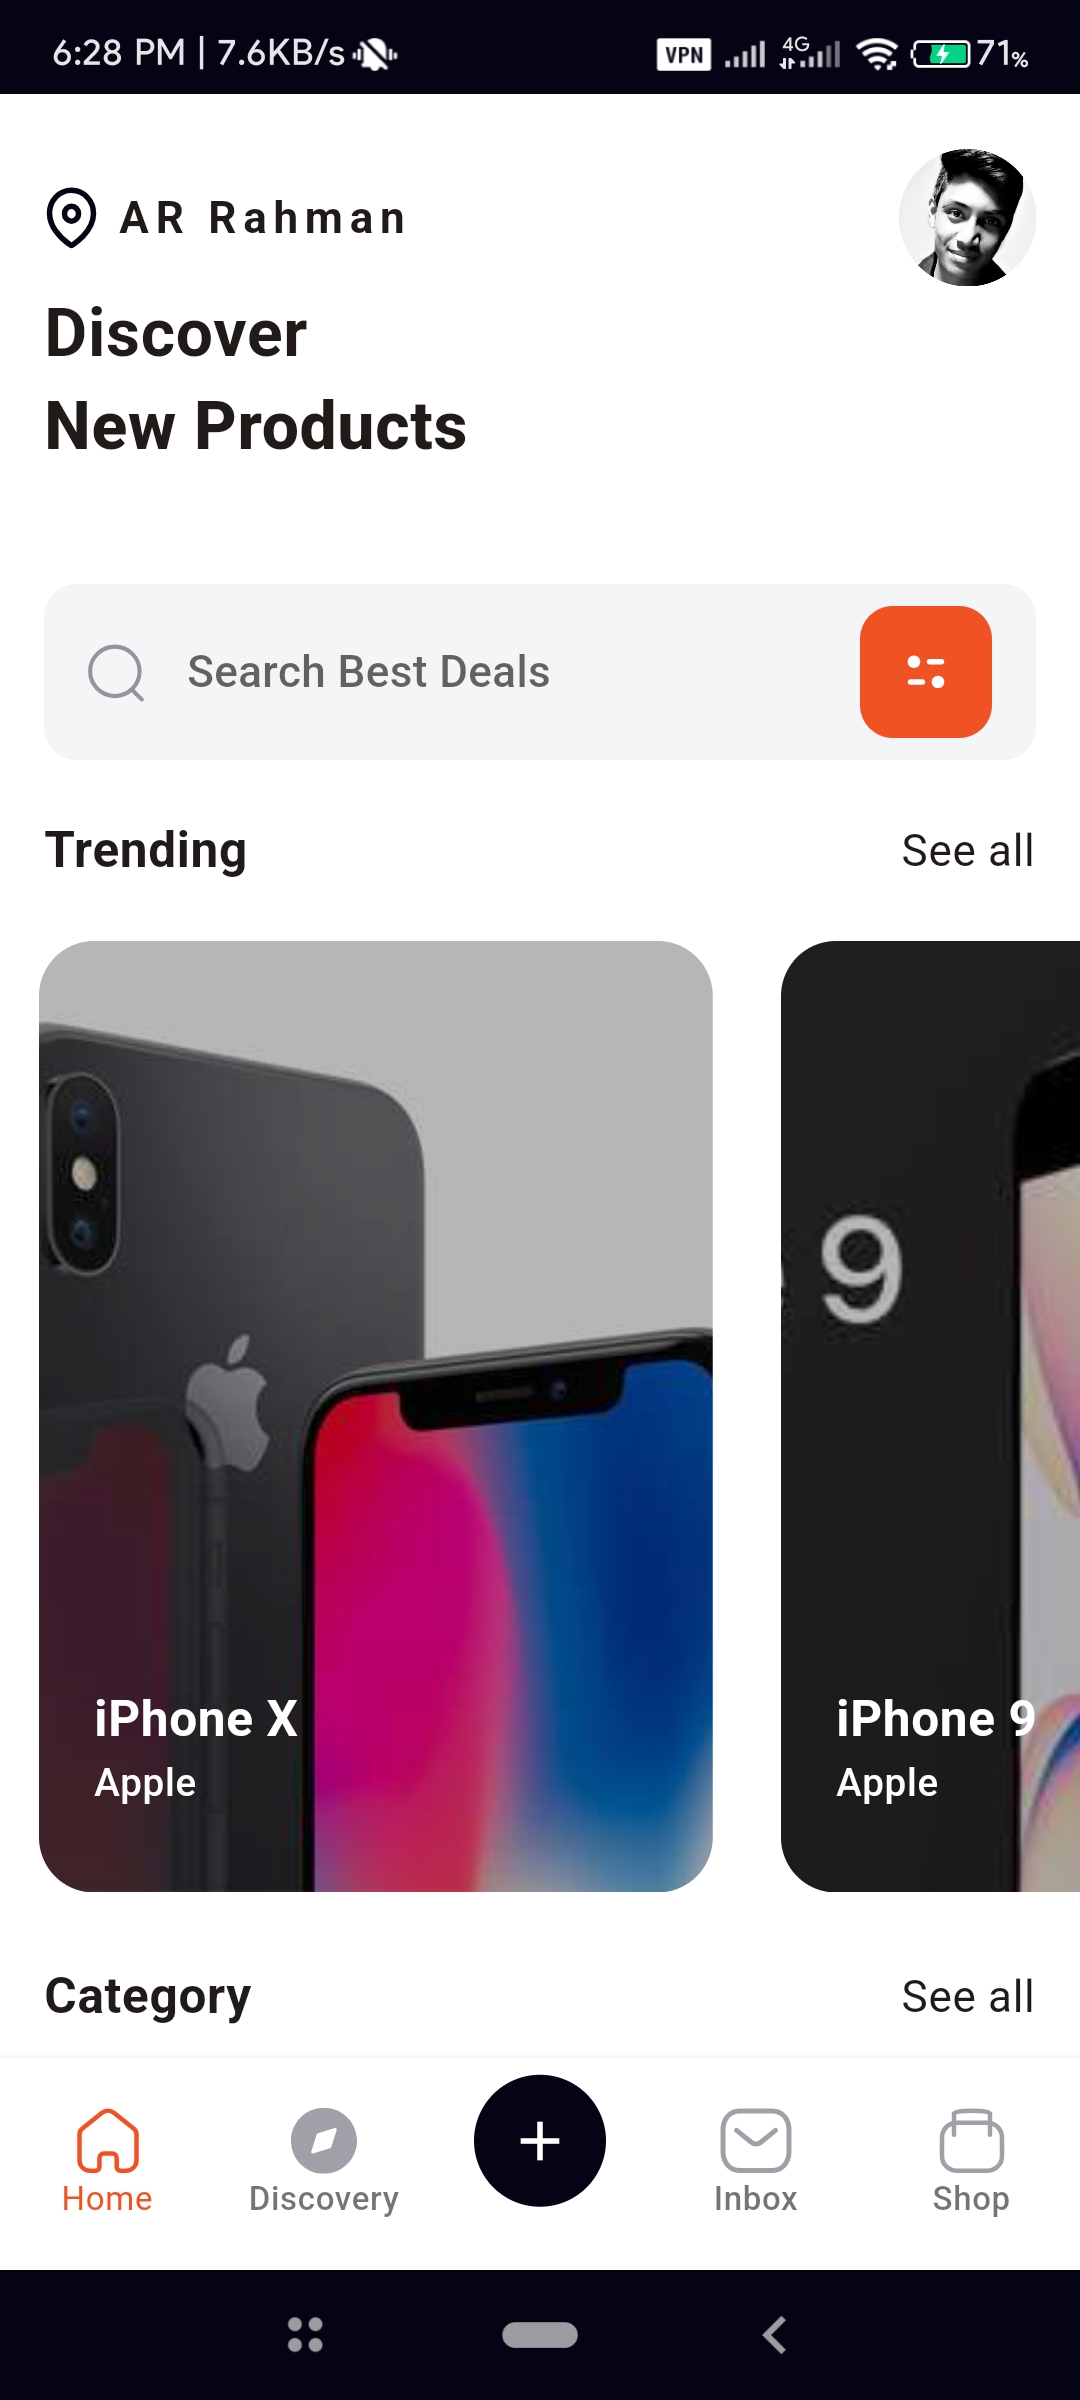 6:28 PM | 7.6KB/s VPN 4G 71%
AR Rahman
Discover
New Products
Search Best Deals
Trending See all
9
iPhone X
Apple
iPhone 9
Apple
Category See all
Home Discovery Inbox Shop